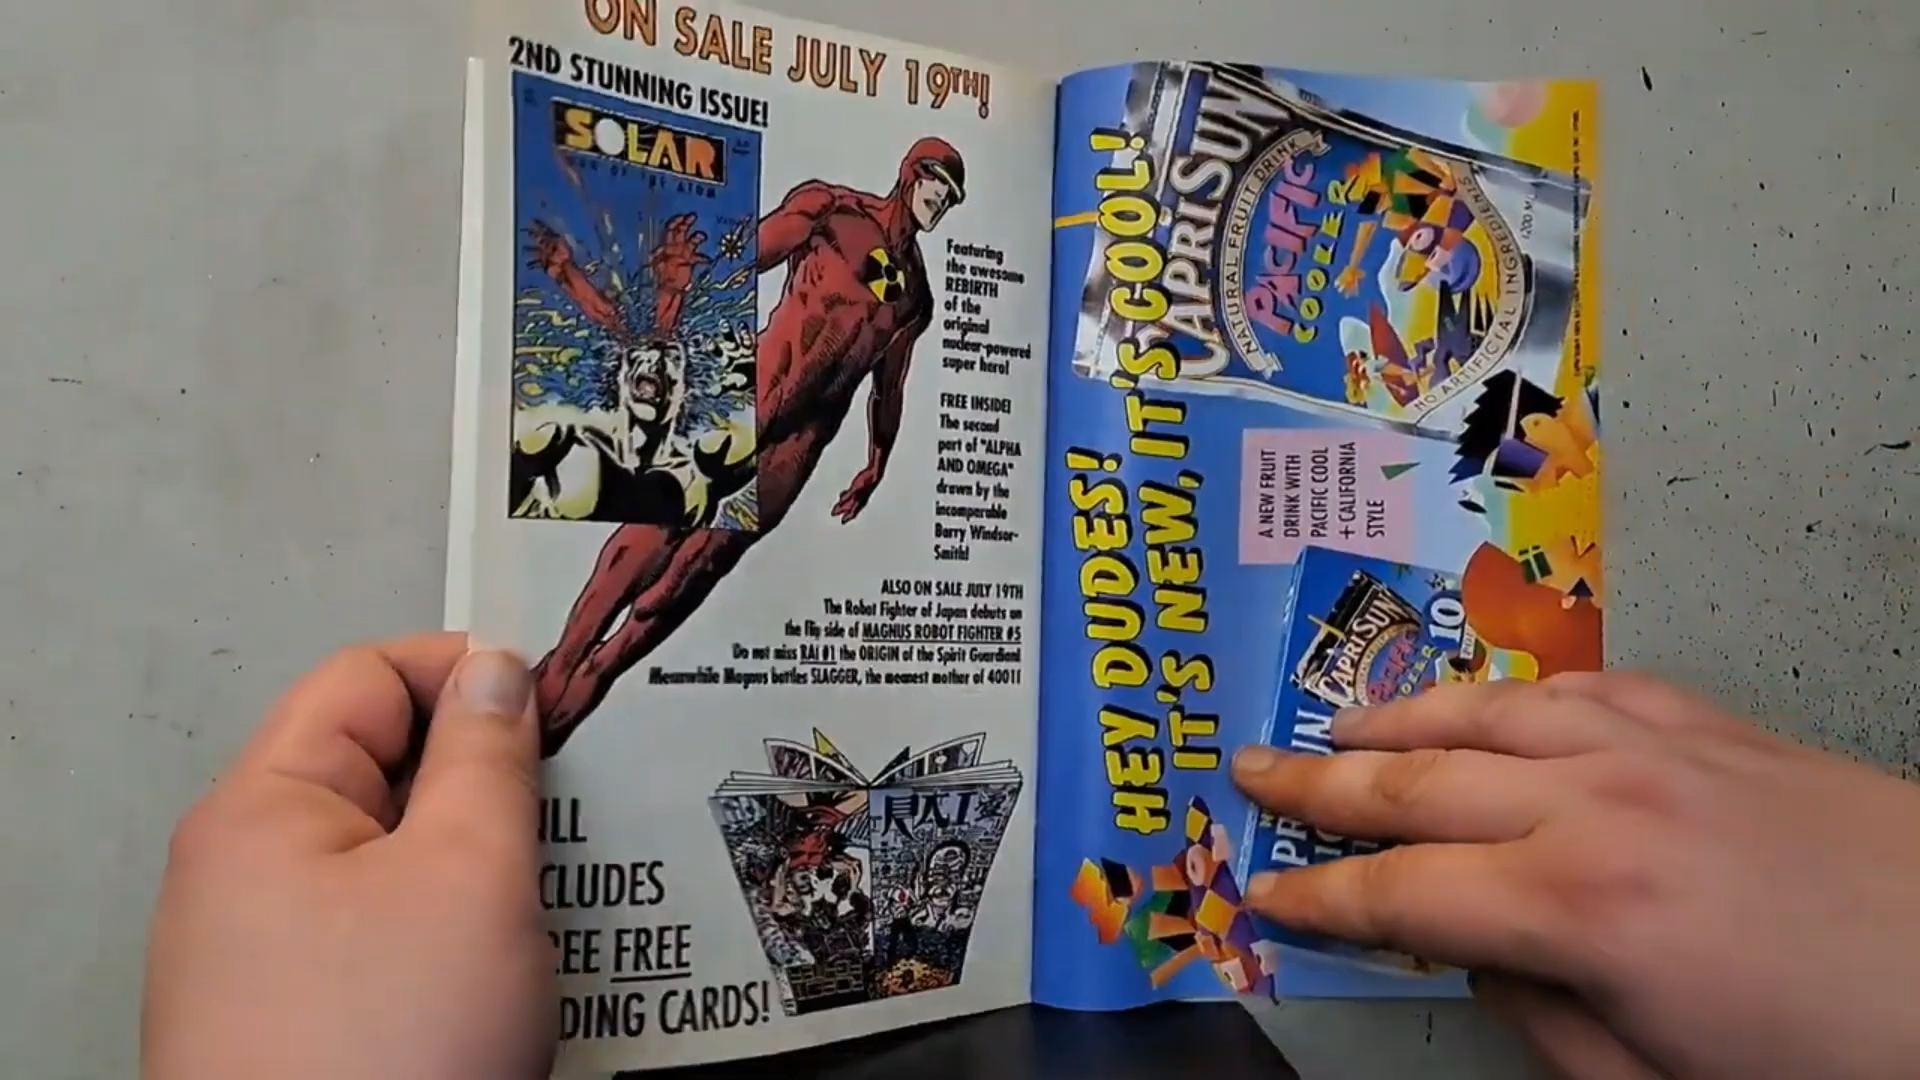 ON SALE JULY 19TH!
2ND STUNNING ISSUE!
SOLAR
MAN OF THE ATOM
Featuring
the awesome
REBIRTH
of the
original
nuclear-powered
super hero!
FREE INSIDE!
The second
part of "ALPHA
AND OMEGA"
drawn by the
incomparable
Barry Windsor-
Smith!
ALSO ON SALE JULY 19TH
The Robot Fighter of Japan debuts on
the flip side of MAGNUS ROBOT FIGHTER #5
Do not miss RAI #1 the ORIGIN of the Spirit Guardian!
Meanwhile Magnus battles SLAGGER, the meanest mother of 4001!
RAI
FREE
DING CARDS!
HEY DUDES!
IT'S NEW, IT'S COOL!
CAPRI SUN
NATURAL FRUIT DRINK
PACIFIC
COOLER
NO ARTIFICIAL INGREDIENTS
A NEW FRUIT
DRINK WITH
PACIFIC COOL
+ CALIFORNIA
STYLE
CAPRI SUN
PACIFIC
COOLER
10